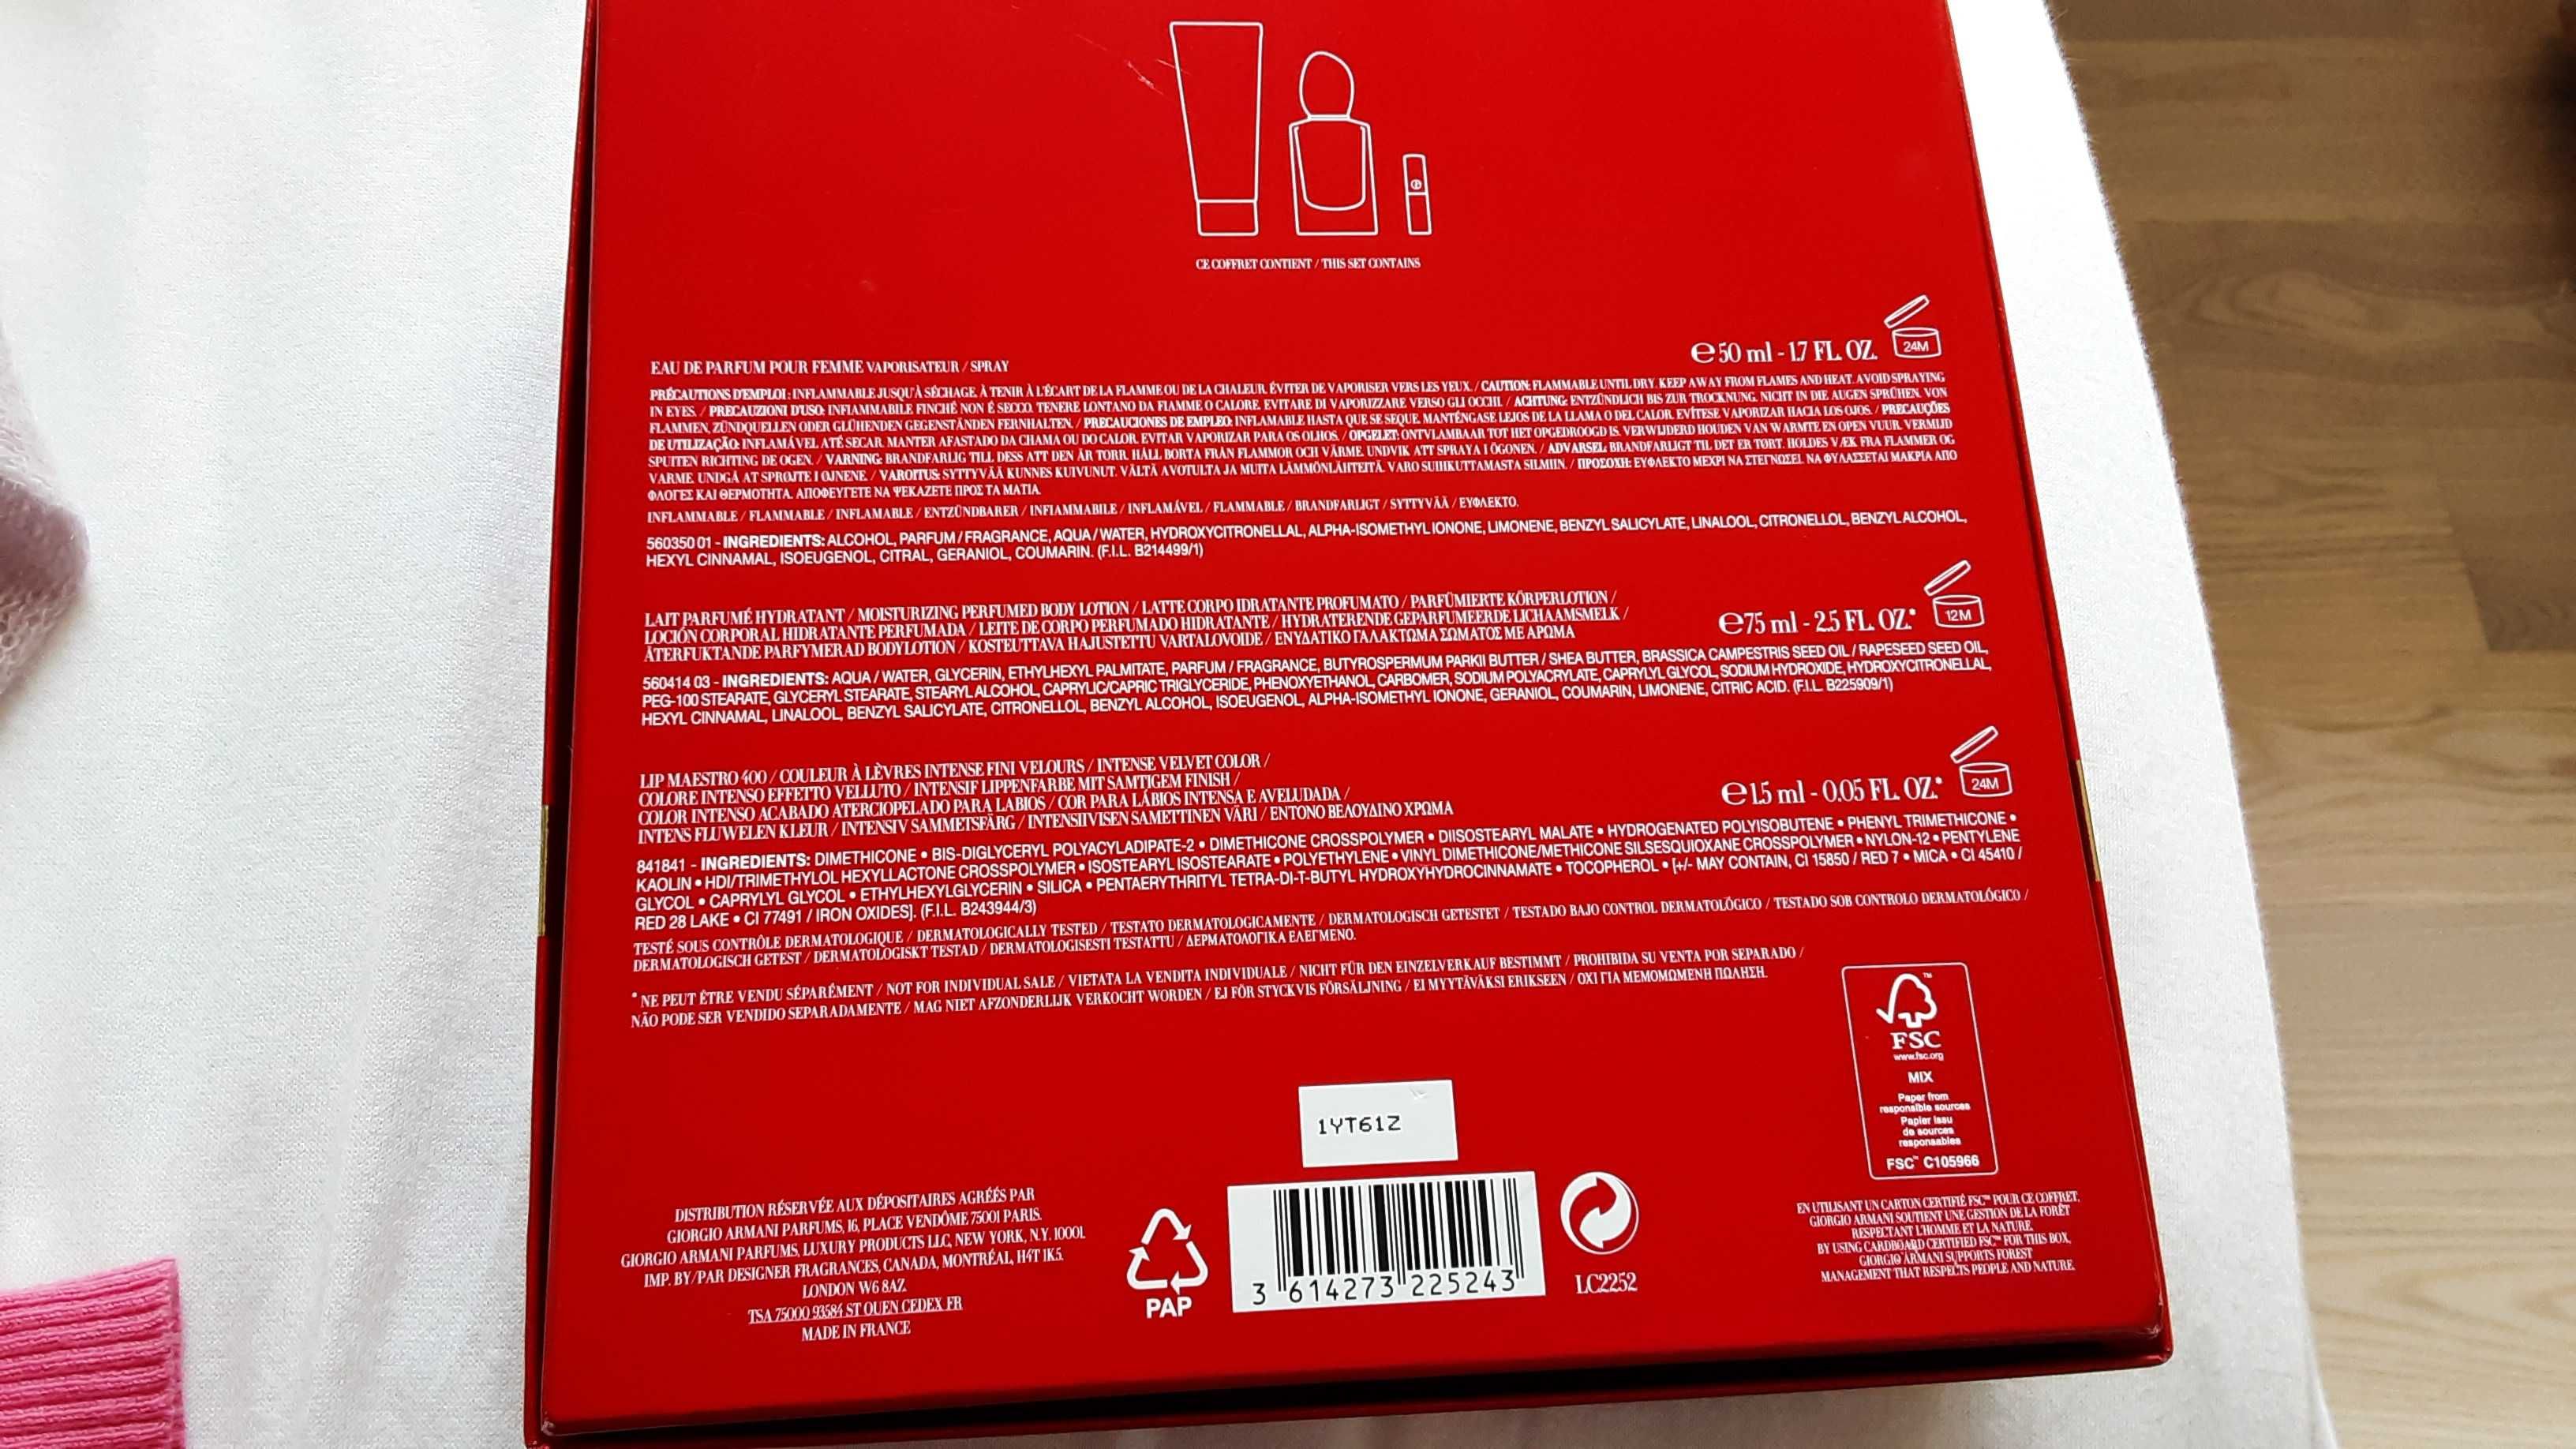 CE COFFRET CONTIENT / THIS SET CONTAINS
EAU DE PARFUM POUR FEMME VAPORISATEUR / SPRAY
℮50 ml - 1.7 FL. OZ.
24M
PRÉCAUTIONS D'EMPLOI: INFLAMMABLE JUSQU'À SÉCHAGE. À TENIR À L'ÉCART DE LA FLAMME OU DE LA CHALEUR. ÉVITER DE VAPORISER VERS LES YEUX. / CAUTION: FLAMMABLE UNTIL DRY. KEEP AWAY FROM FLAMES AND HEAT. AVOID SPRAYING
IN EYES. / PRECAUZIONI D'USO: INFIAMMABILE FINCHÉ NON É SECCO. TENERE LONTANO DA FIAMME O CALORE. EVITARE DI VAPORIZZARE VERSO GLI OCCHI. / ACHTUNG: ENTZÜNDLICH BIS ZUR TROCKNUNG. NICHT IN DIE AUGEN SPRÜHEN. VON
FLAMMEN, ZÜNDQUELLEN ODER GLÜHENDEN GEGENSTÄNDEN FERNHALTEN. / PRECAUCIONES DE EMPLEO: INFLAMABLE HASTA QUE SE SEQUE. MANTÉNGASE LEJOS DE LA LLAMA O DEL CALOR. EVÍTESE VAPORIZAR HACIA LOS OJOS. / PRECAUÇÕES
DE UTILIZAÇÃO: INFLAMÁVEL ATÉ SECAR. MANTER AFASTADO DA CHAMA OU DO CALOR. EVITAR VAPORIZAR PARA OS OLHOS. / OPGELET: ONTVLAMBAAR TOT HET OPGEDROOGD IS. VERWIJDERD HOUDEN VAN WARMTE EN OPEN VUUR. VERMIJD
SPUITEN RICHTING DE OGEN. / VARNING: BRANDFARLIG TILL DESS ATT DEN ÄR TORR. HÅLL BORTA FRÅN FLAMMOR OCH VÄRME. UNDVIK ATT SPRAYA I ÖGONEN. / ADVARSEL: BRANDFARLIGT TIL DET ER TØRT. HOLDES VÆK FRA FLAMMER OG
VARME. UNDGÅ AT SPRØJTE I ØJNENE. / VAROITUS: SYTTYVÄÄ KUNNES KUIVUNUT. VÄLTÄ AVOTULTA JA MUITA LÄMMÖNLÄHTEITÄ. VARO SUIHKUTTAMASTA SILMIIN. / ΠΡΟΣΟΧΗ: ΕΥΦΛΕΚΤΟ ΜΕΧΡΙ ΝΑ ΣΤΕΓΝΩΣΕΙ. ΝΑ ΦΥΛΑΣΣΕΤΑΙ ΜΑΚΡΙΑ ΑΠΟ
ΦΛΟΓΕΣ ΚΑΙ ΘΕΡΜΟΤΗΤΑ. ΑΠΟΦΕΥΓΕΤΕ ΝΑ ΨΕΚΑΖΕΤΕ ΠΡΟΣ ΤΑ ΜΑΤΙΑ.
INFLAMMABLE / FLAMMABLE / INFLAMABLE / ENTZÜNDBARER / INFIAMMABILE / INFLAMÁVEL / FLAMMABLE / BRANDFARLIGT / SYTTYVÄÄ / ΕΥΦΛΕΚΤΟ.
560350 01 - INGREDIENTS: ALCOHOL, PARFUM / FRAGRANCE, AQUA / WATER, HYDROXYCITRONELLAL, ALPHA-ISOMETHYL IONONE, LIMONENE, BENZYL SALICYLATE, LINALOOL, CITRONELLOL, BENZYL ALCOHOL,
HEXYL CINNAMAL, ISOEUGENOL, CITRAL, GERANIOL, COUMARIN. (F.I.L. B214499/1)
LAIT PARFUMÉ HYDRATANT / MOISTURIZING PERFUMED BODY LOTION / LATTE CORPO IDRATANTE PROFUMATO / PARFÜMIERTE KÖRPERLOTION /
LOCIÓN CORPORAL HIDRATANTE PERFUMADA / LEITE DE CORPO PERFUMADO HIDRATANTE / HYDRATERENDE GEPARFUMEERDE LICHAAMSMELK /
ÅTERFUKTANDE PARFYMERAD BODYLOTION / KOSTEUTTAVA HAJUSTETTU VARTALOVOIDE / ΕΝΥΔΑΤΙΚΟ ΓΑΛΑΚΤΩΜΑ ΣΩΜΑΤΟΣ ΜΕ ΑΡΩΜΑ
℮75 ml - 2.5 FL. OZ.*
12M
560414 03 - INGREDIENTS: AQUA / WATER, GLYCERIN, ETHYLHEXYL PALMITATE, PARFUM / FRAGRANCE, BUTYROSPERMUM PARKII BUTTER / SHEA BUTTER, BRASSICA CAMPESTRIS SEED OIL / RAPESEED SEED OIL,
PEG-100 STEARATE, GLYCERYL STEARATE, STEARYL ALCOHOL, CAPRYLIC/CAPRIC TRIGLYCERIDE, PHENOXYETHANOL, CARBOMER, SODIUM POLYACRYLATE, CAPRYLYL GLYCOL, SODIUM HYDROXIDE, HYDROXYCITRONELLAL,
HEXYL CINNAMAL, LINALOOL, BENZYL SALICYLATE, CITRONELLOL, BENZYL ALCOHOL, ISOEUGENOL, ALPHA-ISOMETHYL IONONE, GERANIOL, COUMARIN, LIMONENE, CITRIC ACID. (F.I.L. B225909/1)
LIP MAESTRO 400 / COULEUR À LÈVRES INTENSE FINI VELOURS / INTENSE VELVET COLOR /
COLORE INTENSO EFFETTO VELLUTO / INTENSIF LIPPENFARBE MIT SAMTIGEM FINISH /
COLOR INTENSO ACABADO ATERCIOPELADO PARA LABIOS / COR PARA LÁBIOS INTENSA E AVELUDADA /
INTENS FLUWELEN KLEUR / INTENSIV SAMMETSFÄRG / INTENSIIVISEN SAMETTINEN VÄRI / ΕΝΤΟΝΟ ΒΕΛΟΥΔΙΝΟ ΧΡΩΜΑ
℮1.5 ml - 0.05 FL. OZ.*
24M
841841 - INGREDIENTS: DIMETHICONE • BIS-DIGLYCERYL POLYACYLADIPATE-2 • DIMETHICONE CROSSPOLYMER • DIISOSTEARYL MALATE • HYDROGENATED POLYISOBUTENE • PHENYL TRIMETHICONE •
KAOLIN • HDI/TRIMETHYLOL HEXYLLACTONE CROSSPOLYMER • ISOSTEARYL ISOSTEARATE • POLYETHYLENE • VINYL DIMETHICONE/METHICONE SILSESQUIOXANE CROSSPOLYMER • NYLON-12 • PENTYLENE
GLYCOL • CAPRYLYL GLYCOL • ETHYLHEXYLGLYCERIN • SILICA • PENTAERYTHRITYL TETRA-DI-T-BUTYL HYDROXYHYDROCINNAMATE • TOCOPHEROL • [+/- MAY CONTAIN, CI 15850 / RED 7 • MICA • CI 45410 /
RED 28 LAKE • CI 77491 / IRON OXIDES]. (F.I.L. B243944/3)
TESTÉ SOUS CONTRÔLE DERMATOLOGIQUE / DERMATOLOGICALLY TESTED / TESTATO DERMATOLOGICAMENTE / DERMATOLOGISCH GETESTET / TESTADO BAJO CONTROL DERMATOLÓGICO / TESTADO SOB CONTROLO DERMATOLÓGICO /
DERMATOLOGISCH GETEST / DERMATOLOGISKT TESTAD / DERMATOLOGISESTI TESTATTU / ΔΕΡΜΑΤΟΛΟΓΙΚΑ ΕΛΕΓΜΕΝΟ.
* NE PEUT ÊTRE VENDU SÉPARÉMENT / NOT FOR INDIVIDUAL SALE / VIETATA LA VENDITA INDIVIDUALE / NICHT FÜR DEN EINZELVERKAUF BESTIMMT / PROHIBIDA SU VENTA POR SEPARADO /
NÃO PODE SER VENDIDO SEPARADAMENTE / MAG NIET AFZONDERLIJK VERKOCHT WORDEN / EJ FÖR STYCKVIS FÖRSÄLJNING / EI MYYTÄVÄKSI ERIKSEEN / ΟΧΙ ΓΙΑ ΜΕΜΟΜΩΜΕΝΗ ΠΩΛΗΣΗ.
FSC
www.fsc.org
MIX
Paper from
responsible sources
Papier issu
de sources
responsables
FSC™ C105966
1YT61Z
DISTRIBUTION RÉSERVÉE AUX DÉPOSITAIRES AGRÉÉS PAR
GIORGIO ARMANI PARFUMS, 16, PLACE VENDÔME 75001 PARIS.
GIORGIO ARMANI PARFUMS, LUXURY PRODUCTS LLC, NEW YORK, N.Y. 10001.
IMP. BY/PAR DESIGNER FRAGRANCES, CANADA, MONTRÉAL, H4T 1K5.
LONDON W6 8AZ.
TSA 75000 93584 ST OUEN CEDEX FR
MADE IN FRANCE
PAP
3 614273 225243
LC2252
EN UTILISANT UN CARTON CERTIFIÉ FSC™ POUR CE COFFRET,
GIORGIO ARMANI SOUTIENT UNE GESTION DE LA FORÊT
RESPECTANT L'HOMME ET LA NATURE.
BY USING CARDBOARD CERTIFIED FSC™ FOR THIS BOX,
GIORGIO ARMANI SUPPORTS FOREST
MANAGEMENT THAT RESPECTS PEOPLE AND NATURE.